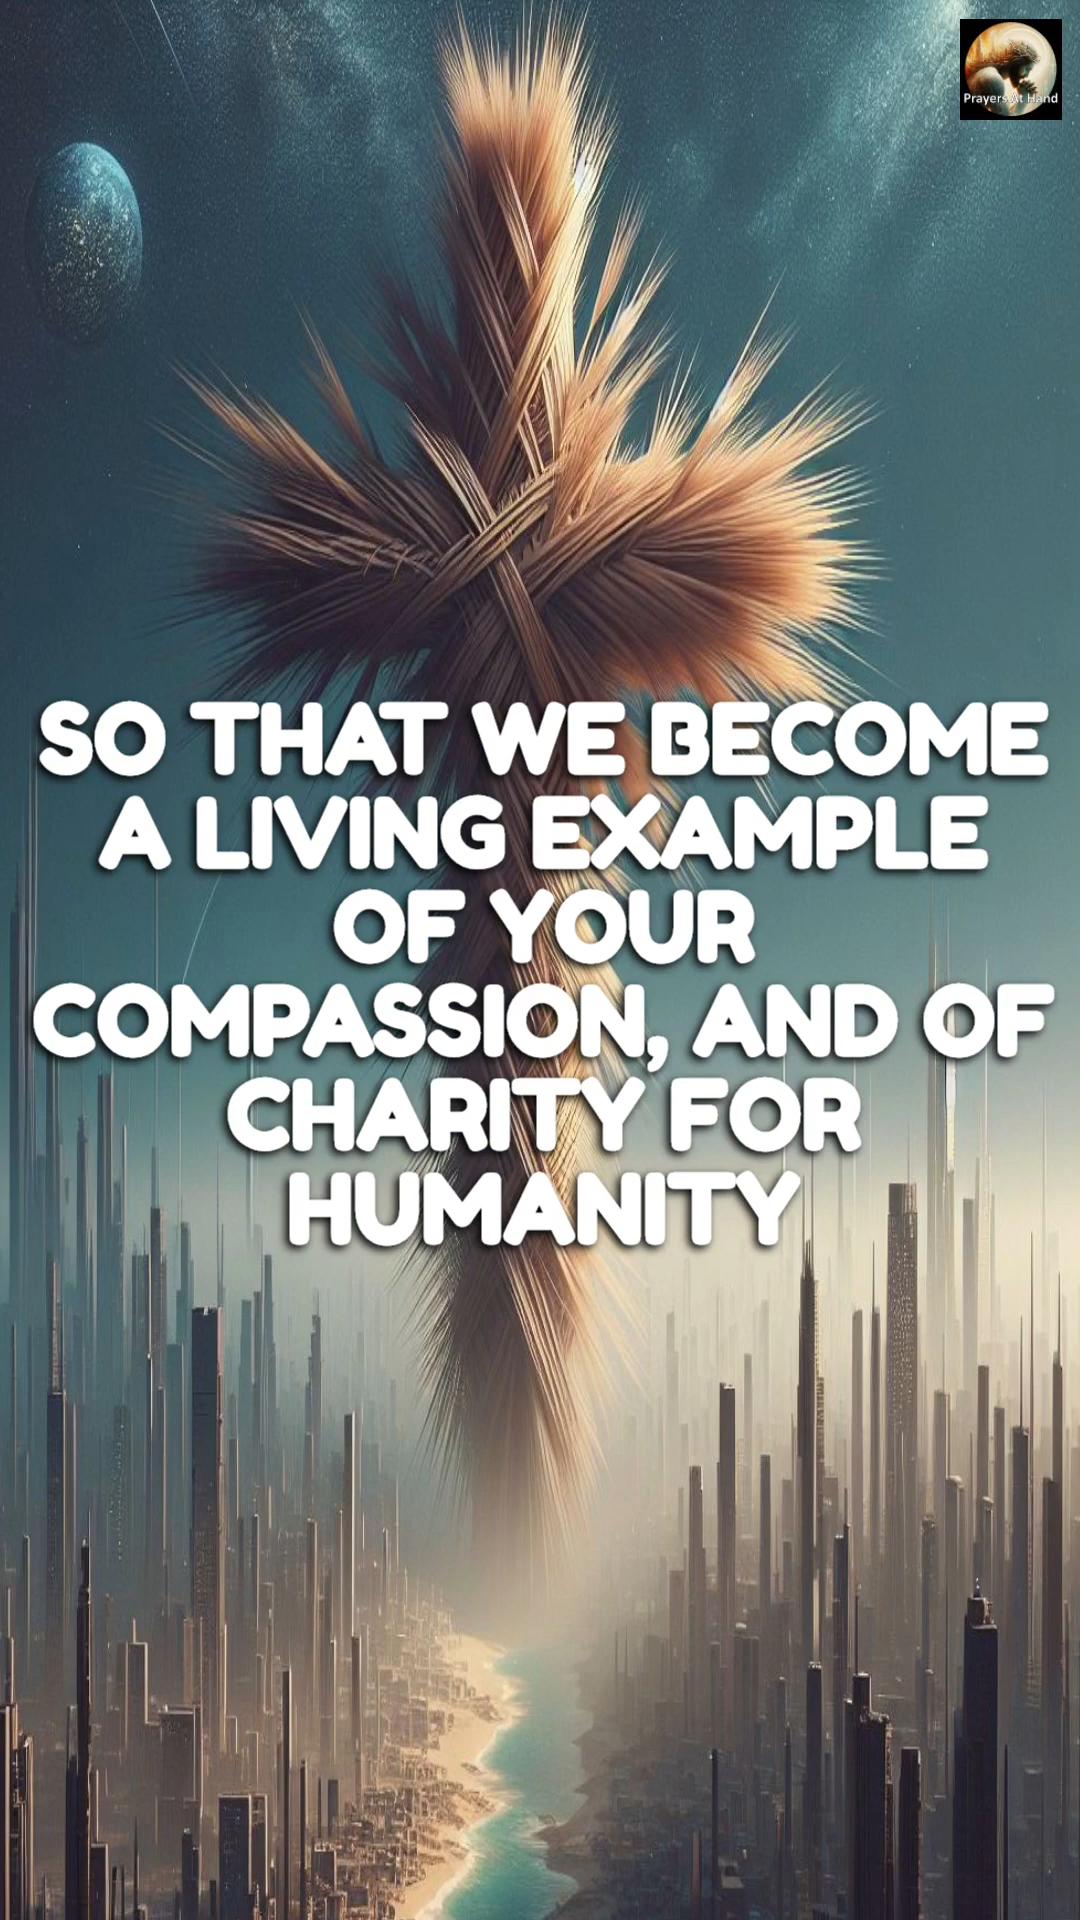 Prayers At Hand
SO THAT WE BECOME
A LIVING EXAMPLE
OF YOUR
COMPASSION, AND OF
CHARITY FOR
HUMANITY